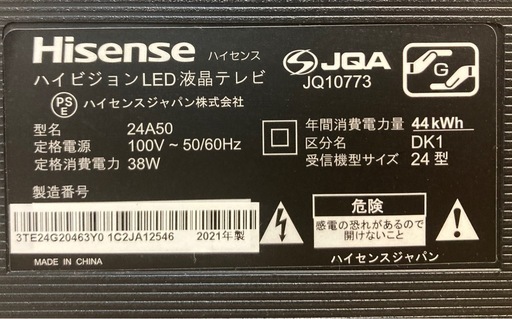 Hisense ハイセンス
ハイビジョンLED液晶テレビ
PS
E
ハイセンスジャパン株式会社
JQA
JQ10773
G
型名 24A50
定格電源 100V ~ 50/60Hz
定格消費電力 38W
年間消費電力量 44kWh
区分名 DK1
受信機型サイズ 24型
製造番号
3TE24G20463Y0 1C2JA12546 2021年製
MADE IN CHINA
危険
感電の恐れがあるので
開けないこと
ハイセンスジャパン